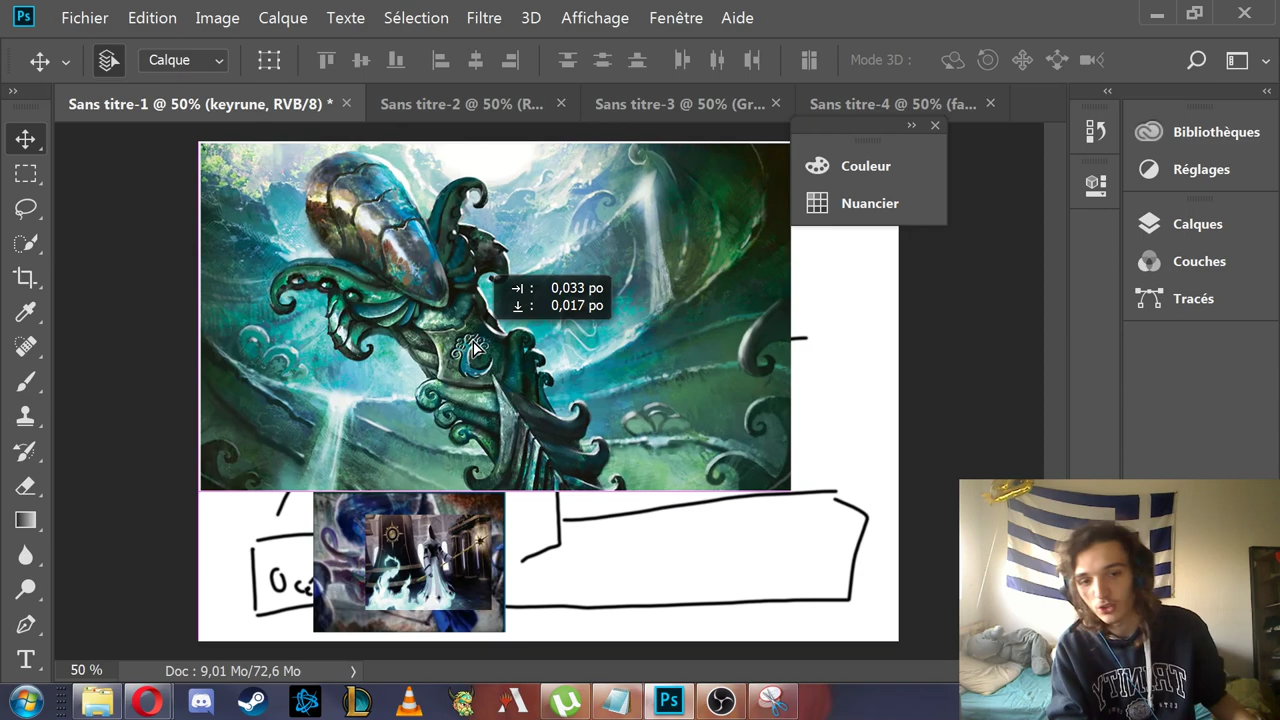 Ps Fichier Edition Image Calque Texte Sélection Filtre 3D Affichage Fenêtre Aide
Calque Mode 3D :
Sans titre-1 @ 50% (keyrune, RVB/8) * Sans titre-2 @ 50% (R... Sans titre-3 @ 50% (Gr... Sans titre-4 @ 50% (fa...
Couleur
Nuancier
Bibliothèques
Réglages
Calques
Couches
Tracés
0,033 po
0,017 po
50 % Doc : 9,01 Mo/72,6 Mo
Ps